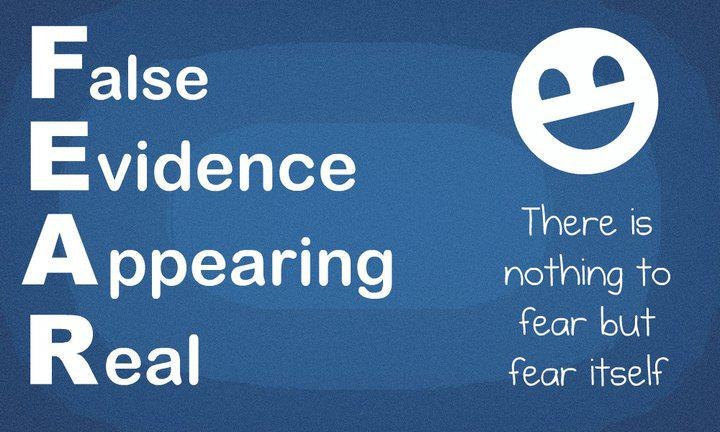 False
Evidence
Appearing
Real
There is
nothing to
fear but
fear itself